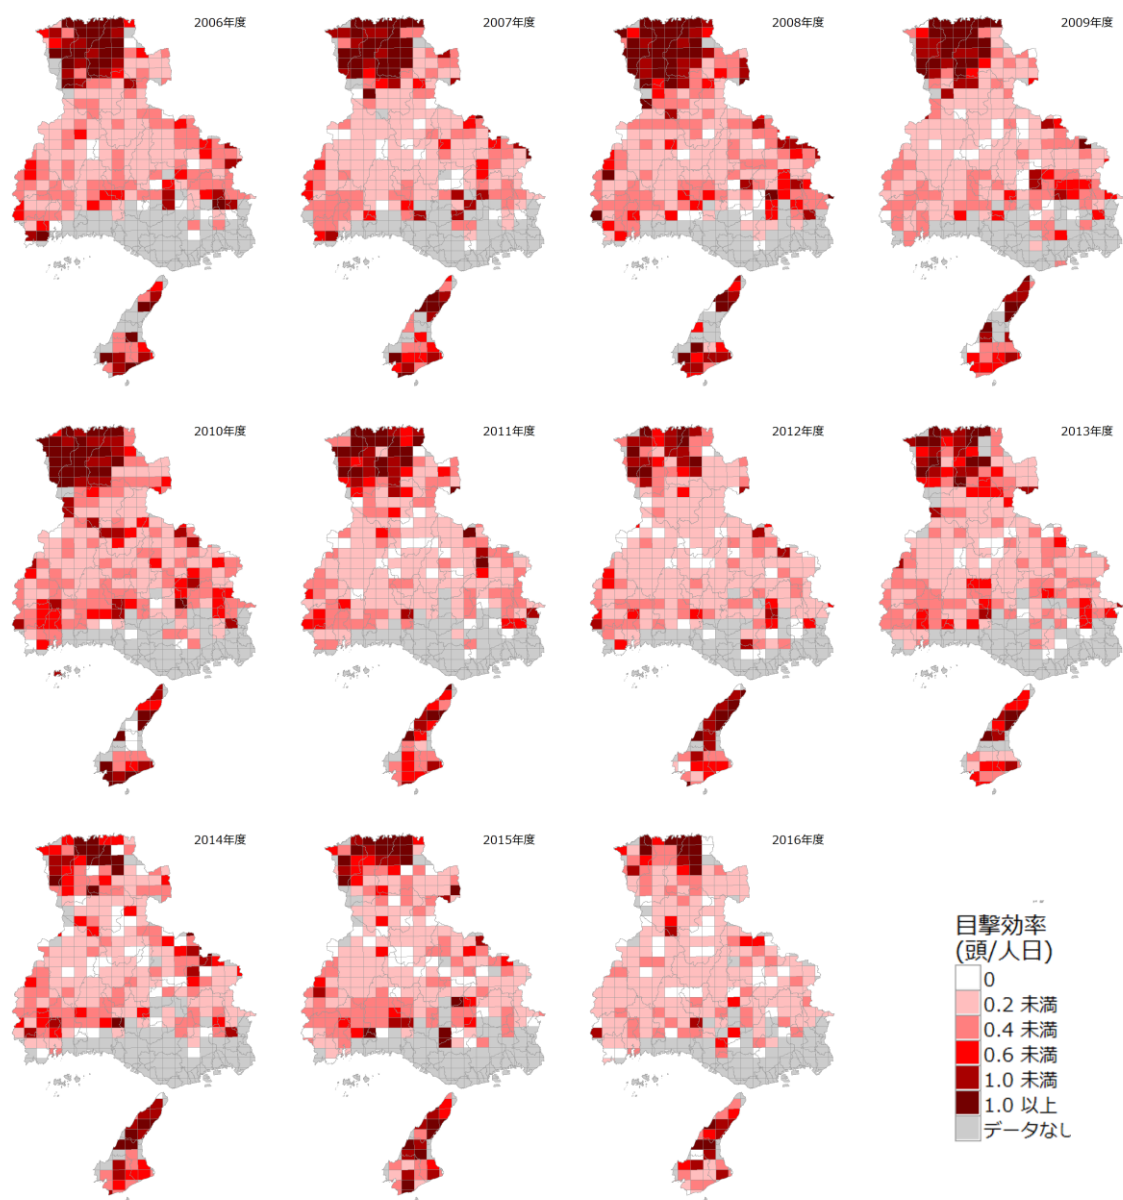 2006年度
2007年度
2008年度
2009年度
2010年度
2011年度
2012年度
2013年度
2014年度
2015年度
2016年度
目撃効率
(頭/人日)
0
0.2 未満
0.4 未満
0.6 未満
1.0 未満
1.0 以上
データなし